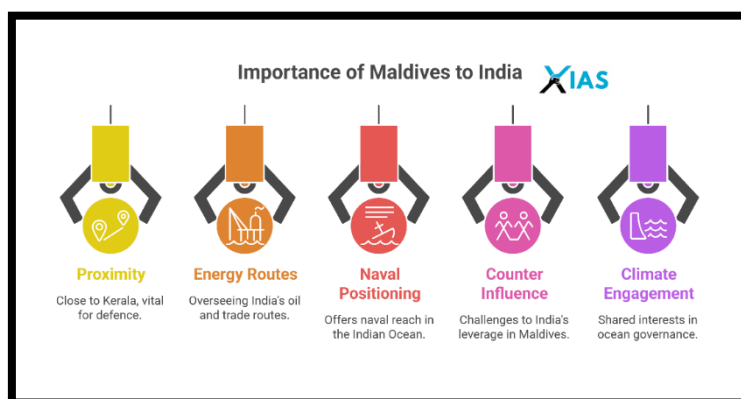 Importance of Maldives to India
XIAS
Proximity
Close to Kerala, vital
for defence.
Energy Routes
Overseeing India's oil
and trade routes.
Naval
Positioning
Offers naval reach in
the Indian Ocean.
Counter
Influence
Challenges to India's
leverage in Maldives.
Climate
Engagement
Shared interests in
ocean governance.